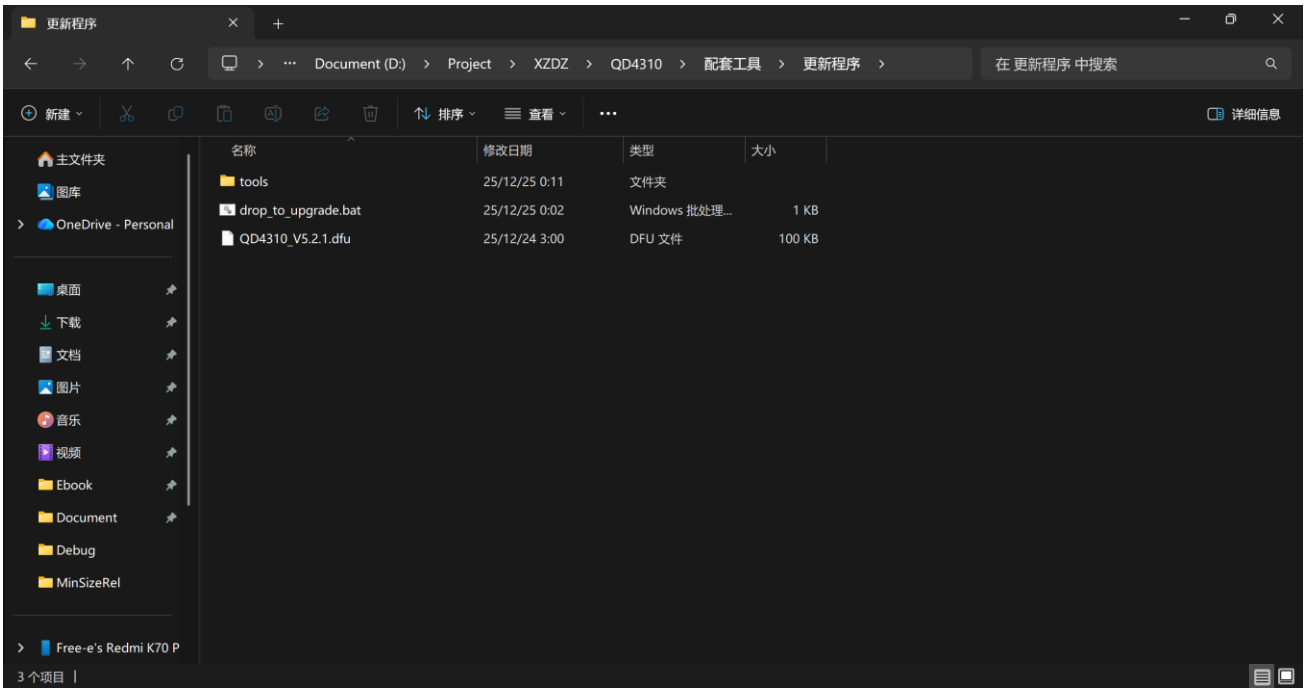 更新程序
Document (D:) > Project > XZDZ > QD4310 > 配套工具 > 更新程序 >
在 更新程序 中搜索
新建 排序 查看 ··· 详细信息
名称 修改日期 类型 大小
tools 25/12/25 0:11 文件夹
drop_to_upgrade.bat 25/12/25 0:02 Windows 批处理... 1 KB
QD4310_V5.2.1.dfu 25/12/24 3:00 DFU 文件 100 KB
主文件夹
图库
OneDrive - Personal
桌面
下载
文档
图片
音乐
视频
Ebook
Document
Debug
MinSizeRel
Free-e's Redmi K70 P
3 个项目